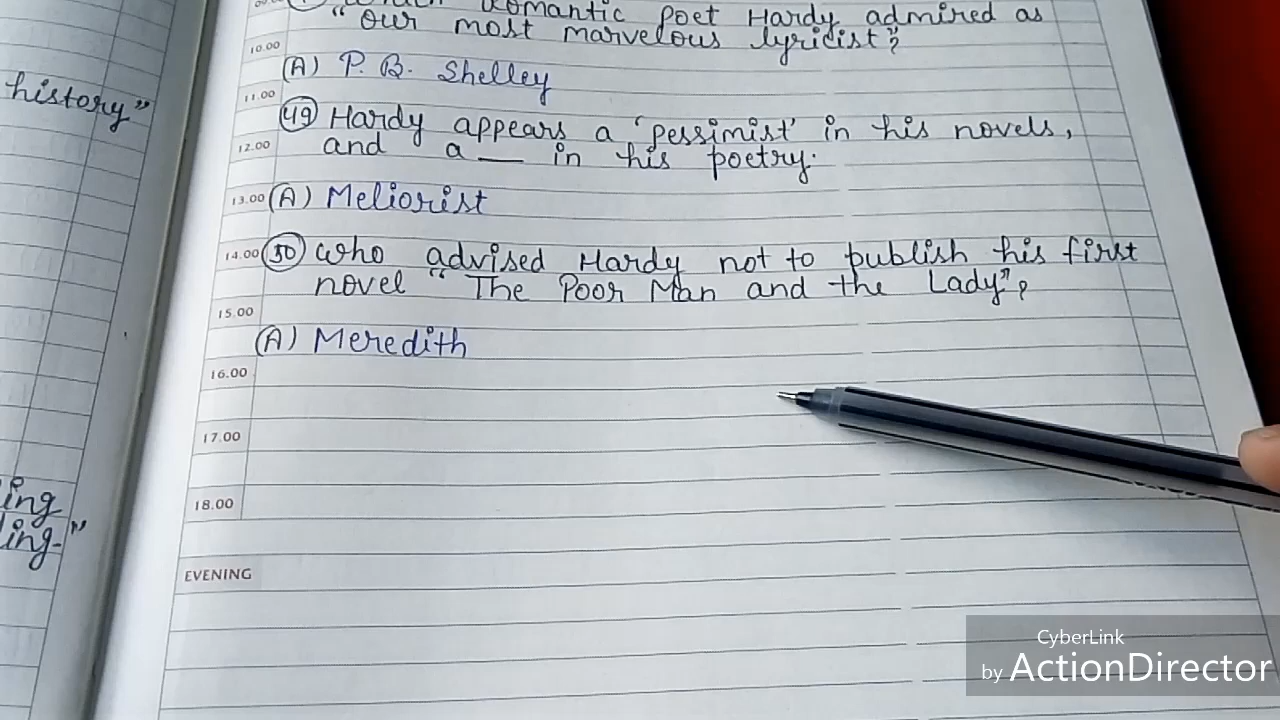 history"
ing
ling-"
Romantic Poet Hardy admired as
"our most marvelous lyricist"?
10.00
(A) P. B. Shelley
11.00
49 Hardy appears a 'pessimist' in his novels,
12.00 and a __ in his poetry.
13.00 (A) Meliorist
14.00 50 who advised Hardy not to publish his first
novel "The Poor Man and the Lady"?
15.00
(A) Meredith
16.00
17.00
18.00
EVENING
CyberLink
by ActionDirector